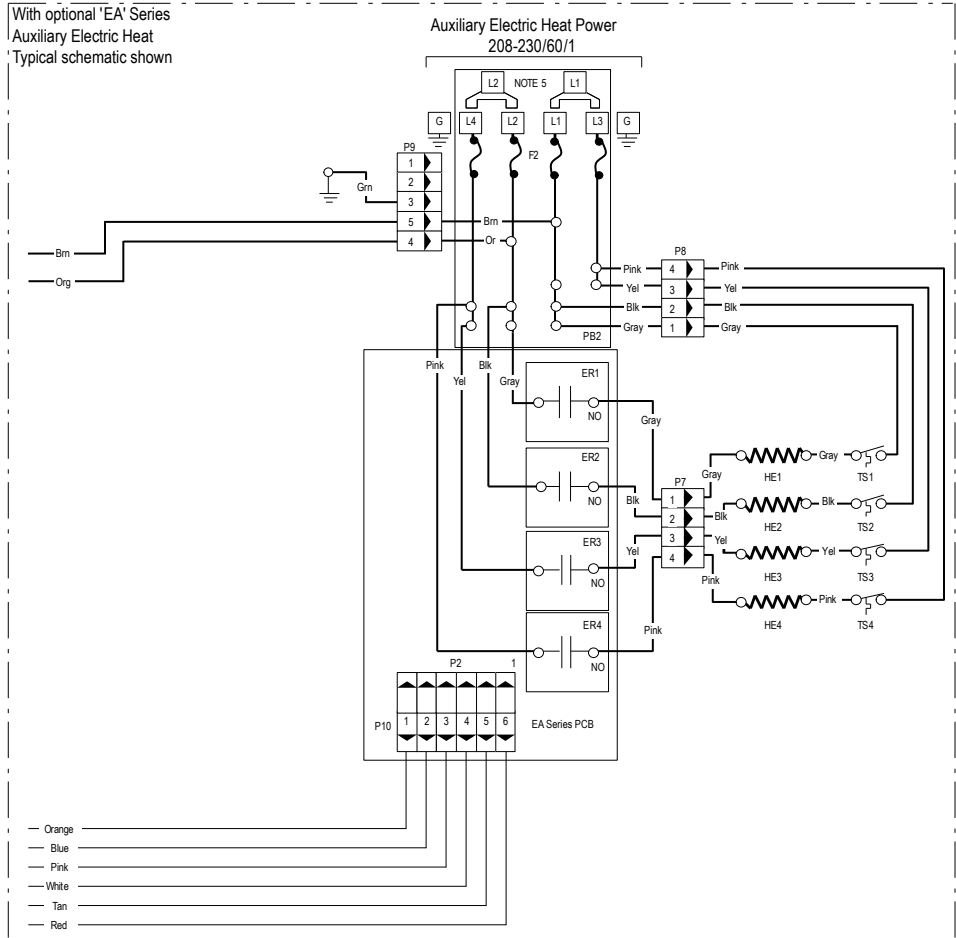 With optional 'EA' Series
Auxiliary Electric Heat
Typical schematic shown
Auxiliary Electric Heat Power
208-230/60/1
L2 NOTE 5 L1
G L4 L2 L1 L3 G
F2
P9
1
2
3
5
4
Grn
Brn
Or
Brn
Org
P8
Pink 4 Pink
Yel 3 Yel
Blk 2 Blk
Gray 1 Gray
PB2
Pink
Yel
Blk
Gray
ER1
NO
Gray
ER2
NO
Blk
ER3
NO
Yel
ER4
NO
Pink
P7
1
2
3
4
Gray
Blk
Yel
Pink
Gray
HE1 TS1
Blk
HE2 TS2
Yel
HE3 TS3
Pink
HE4 TS4
P2 1
P10 1 2 3 4 5 6
EA Series PCB
Orange
Blue
Pink
White
Tan
Red